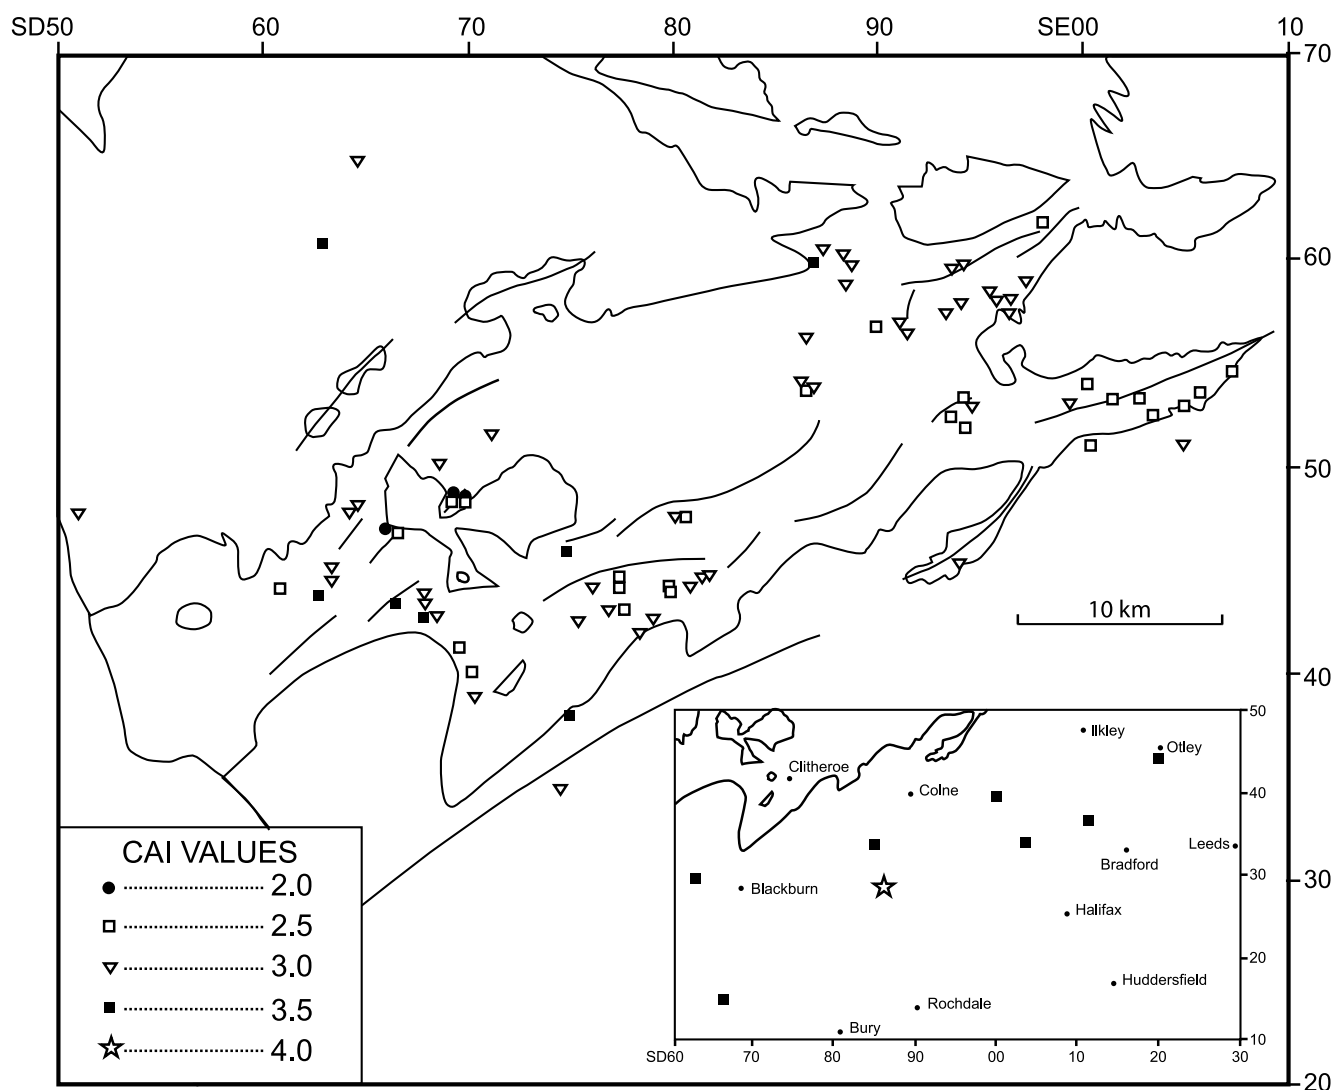 SD50 60 70 80 90 SE00 10
70
60
50
10 km
40
50
Ilkley
Otley
Clitheroe
Colne
40
Leeds
Bradford
30
Blackburn
30
Halifax
20
Huddersfield
Rochdale
Bury
10
SD60 70 80 90 00 10 20 30
20
CAI VALUES
2.0
2.5
3.0
3.5
4.0